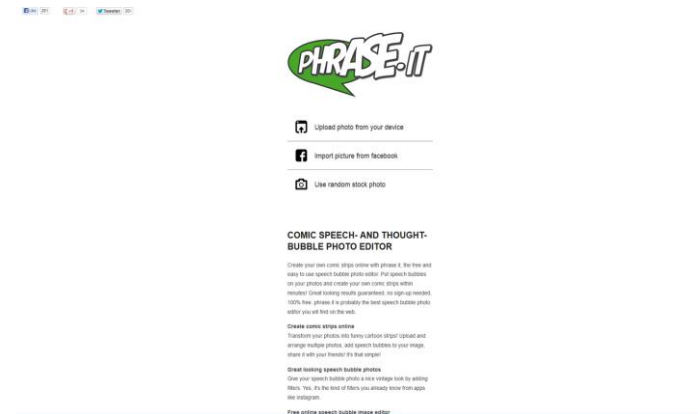 Like 291 +1 34 Tweeter
PHRASE.IT
Upload photo from your device
Import picture from facebook
Use random stock photo
COMIC SPEECH- AND THOUGHT-
BUBBLE PHOTO EDITOR
Create your own comic strips online with phrase it, the free and
easy to use speech bubble photo editor. Put speech bubbles
on your photos and create your own comic strips within
minutes! Great looking results guaranteed, no sign-up needed,
100% free. phrase it is probably the best speech bubble photo
editor you will find on the web.
Create comic strips online
Transform your photos into funny cartoon strips! Upload and
arrange multiple photos, add speech bubbles to your image,
share it with your friends! It's that simple!
Great looking speech bubble photos
Give your speech bubble photo a nice vintage look by adding
filters. Yes, it's the kind of filters you already know from apps
like instagram.
Free online speech bubble image editor